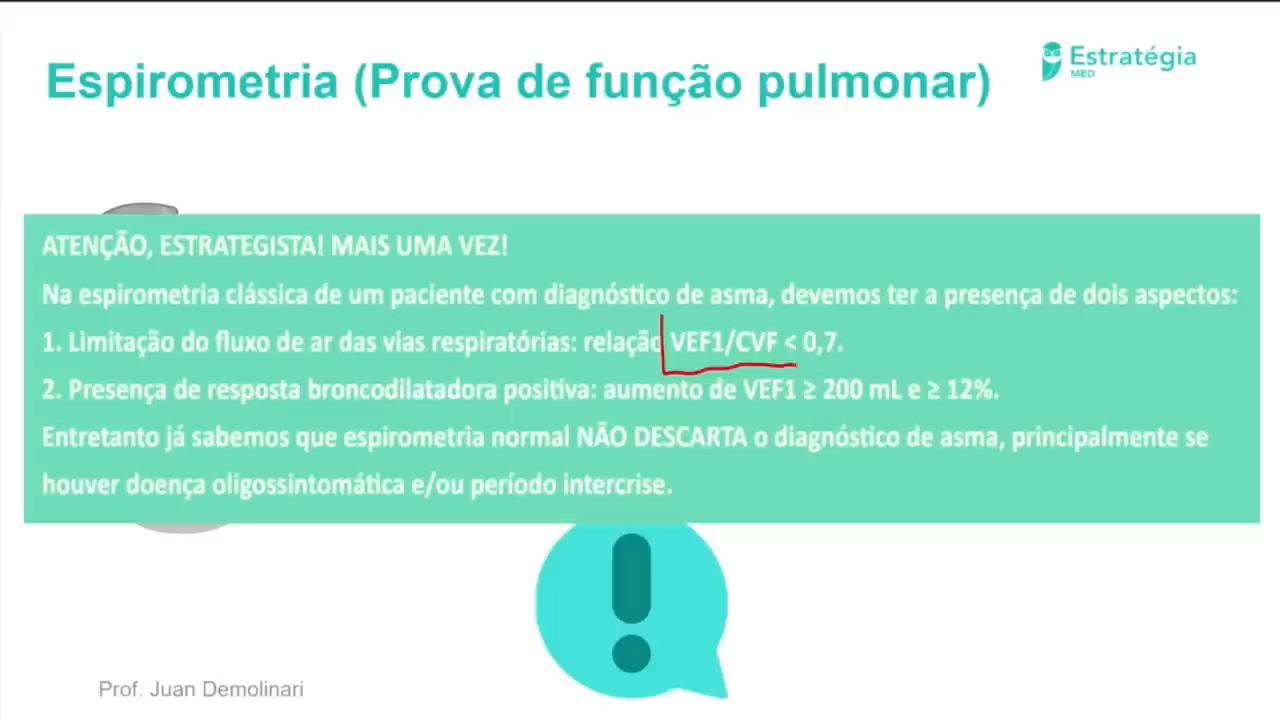 Espirometria (Prova de função pulmonar)
Estratégia
MED
ATENÇÃO, ESTRATEGISTA! MAIS UMA VEZ!
Na espirometria clássica de um paciente com diagnóstico de asma, devemos ter a presença de dois aspectos:
1. Limitação do fluxo de ar das vias respiratórias: relação VEF1/CVF < 0,7.
2. Presença de resposta broncodilatadora positiva: aumento de VEF1 ≥ 200 mL e ≥ 12%.
Entretanto já sabemos que espirometria normal NÃO DESCARTA o diagnóstico de asma, principalmente se
houver doença oligossintomática e/ou período intercrise.
Prof. Juan Demolinari